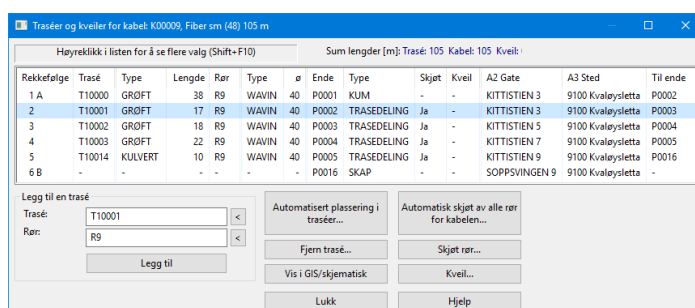 Traséer og kveiler for kabel: K00009, Fiber sm (48) 105 m
Høyreklikk i listen for å se flere valg (Shift+F10)
Sum lengder [m]: Trasé: 105 Kabel: 105 Kveil:
Rekkefølge Trasé Type Lengde Rør Type ø Ende Type Skjøt Kveil A2 Gate A3 Sted Til ende
1 A T10000 GRØFT 38 R9 WAVIN 40 P0001 KUM - - KITTISTIEN 3 9100 Kvaløysletta P0002
2 T10001 GRØFT 17 R9 WAVIN 40 P0002 TRASEDELING Ja - KITTISTIEN 3 9100 Kvaløysletta P0003
3 T10002 GRØFT 18 R9 WAVIN 40 P0003 TRASEDELING Ja - KITTISTIEN 5 9100 Kvaløysletta P0004
4 T10003 GRØFT 22 R9 WAVIN 40 P0004 TRASEDELING Ja - KITTISTIEN 7 9100 Kvaløysletta P0005
5 T10014 KULVERT 10 R9 WAVIN 40 P0005 TRASEDELING Ja - KITTISTIEN 9 9100 Kvaløysletta P0016
6 B - - - - - - P0016 SKAP - - SOPPSVINGEN 9 9100 Kvaløysletta -
Legg til en trasé
Trasé: T10001 <
Rør: R9 <
Legg til
Automatisert plassering i
traséer...
Automatisk skjøt av alle rør
for kabelen...
Fjern trasé...
Skjøt rør...
Vis i GIS/skjematisk
Kveil...
Lukk
Hjelp